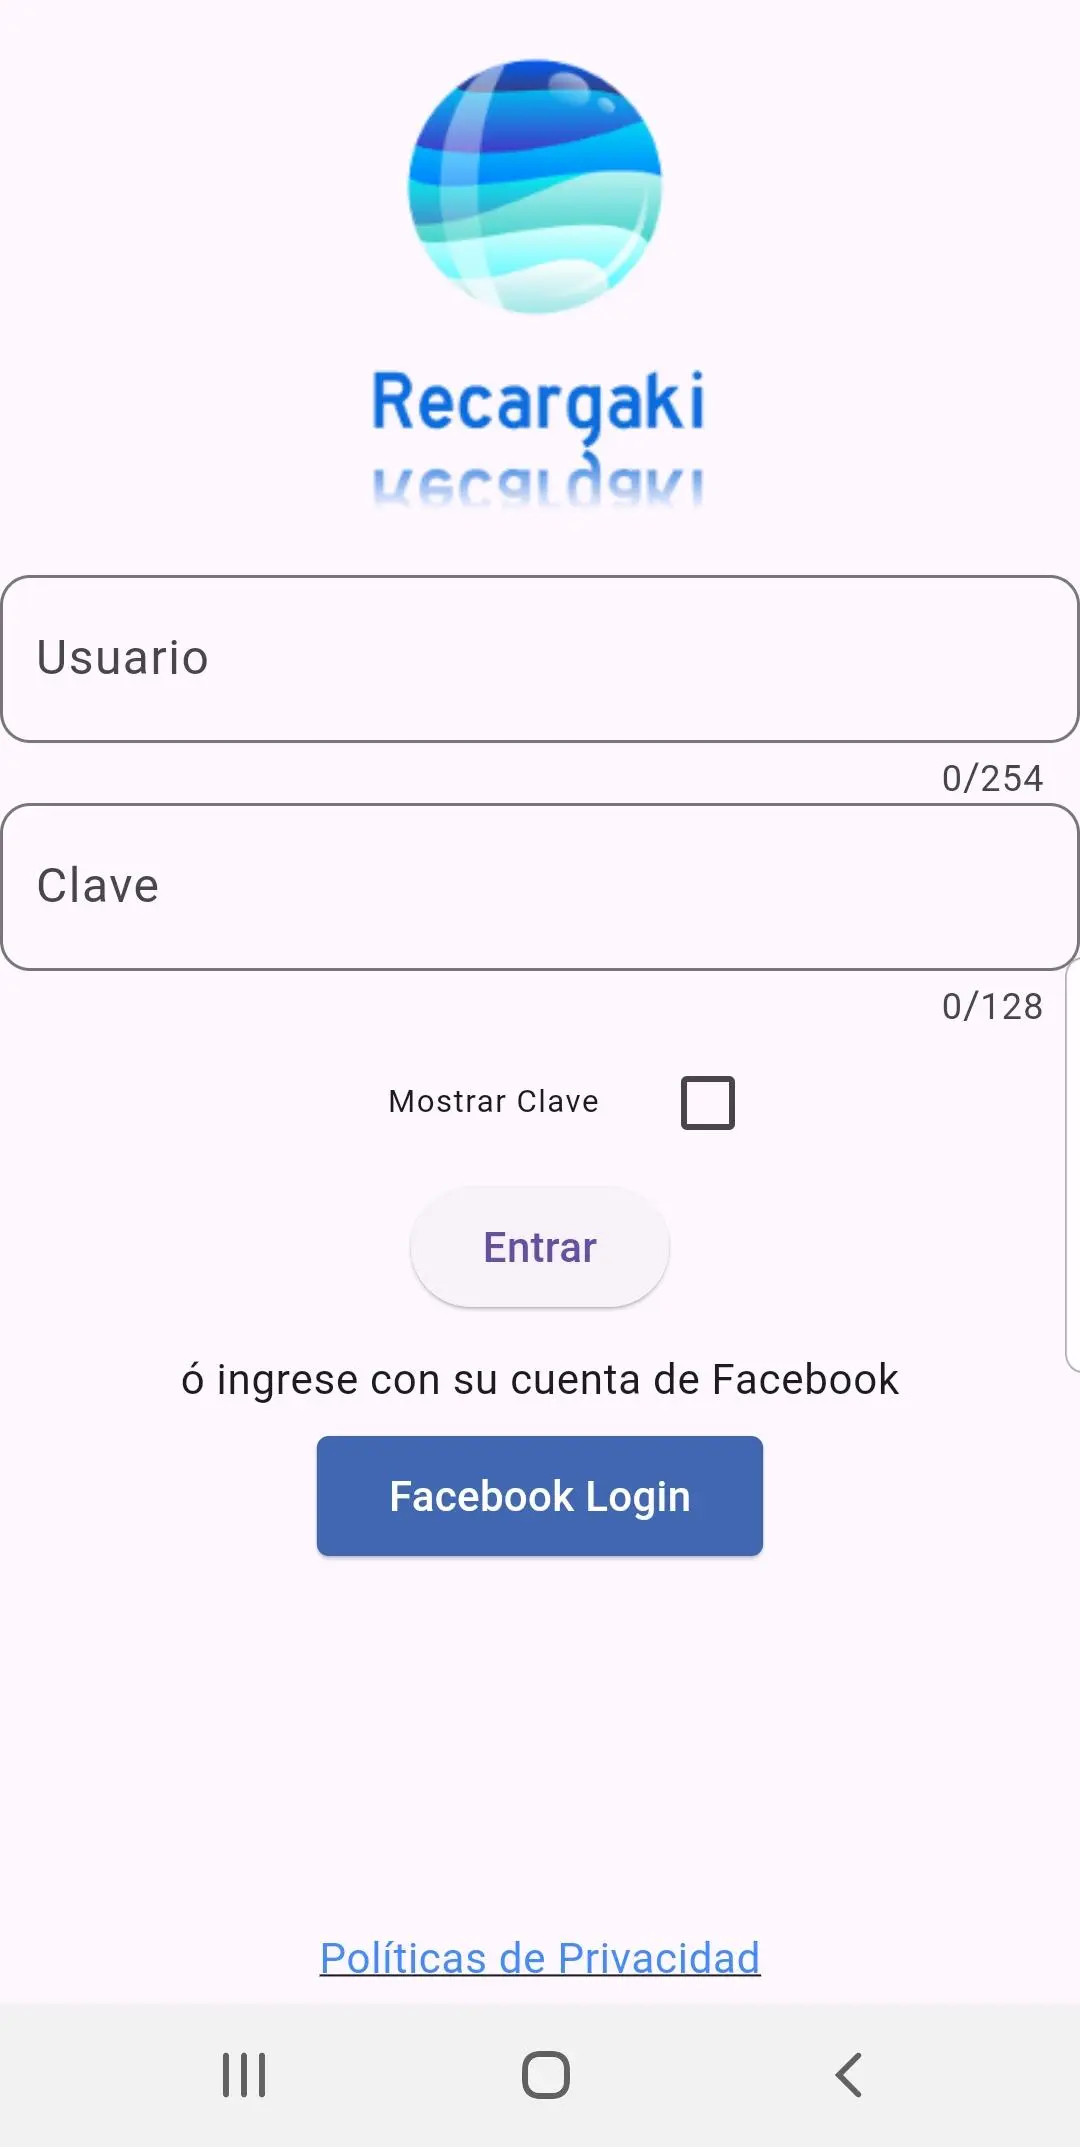 Recargaki
Usuario
0/254
Clave
0/128
Mostrar Clave
Entrar
ó ingrese con su cuenta de Facebook
Facebook Login
Políticas de Privacidad